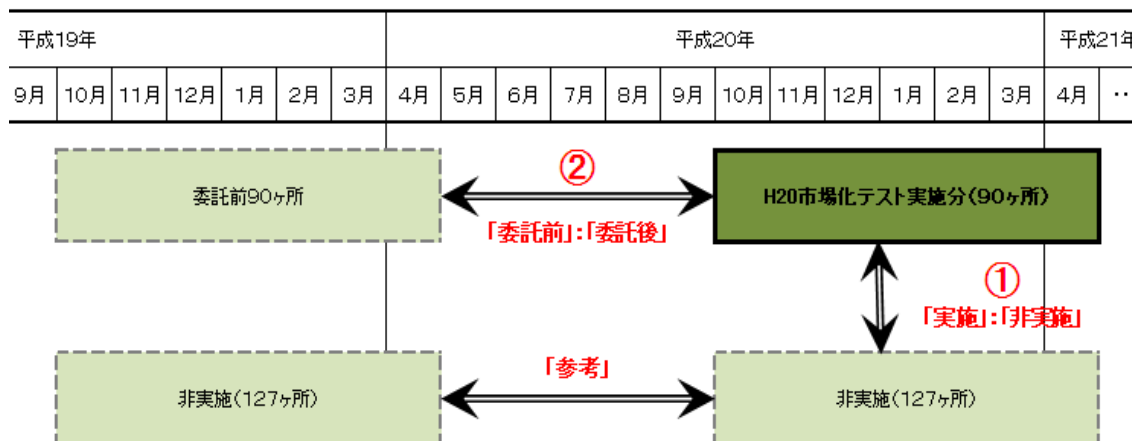 平成19年 平成20年 平成21年
9月 10月 11月 12月 1月 2月 3月 4月 5月 6月 7月 8月 9月 10月 11月 12月 1月 2月 3月 4月 ‥
②
委託前90ヶ所 H20市場化テスト実施分(90ヶ所)
「委託前」:「委託後」
①
「実施」:「非実施」
「参考」
非実施(127ヶ所) 非実施(127ヶ所)